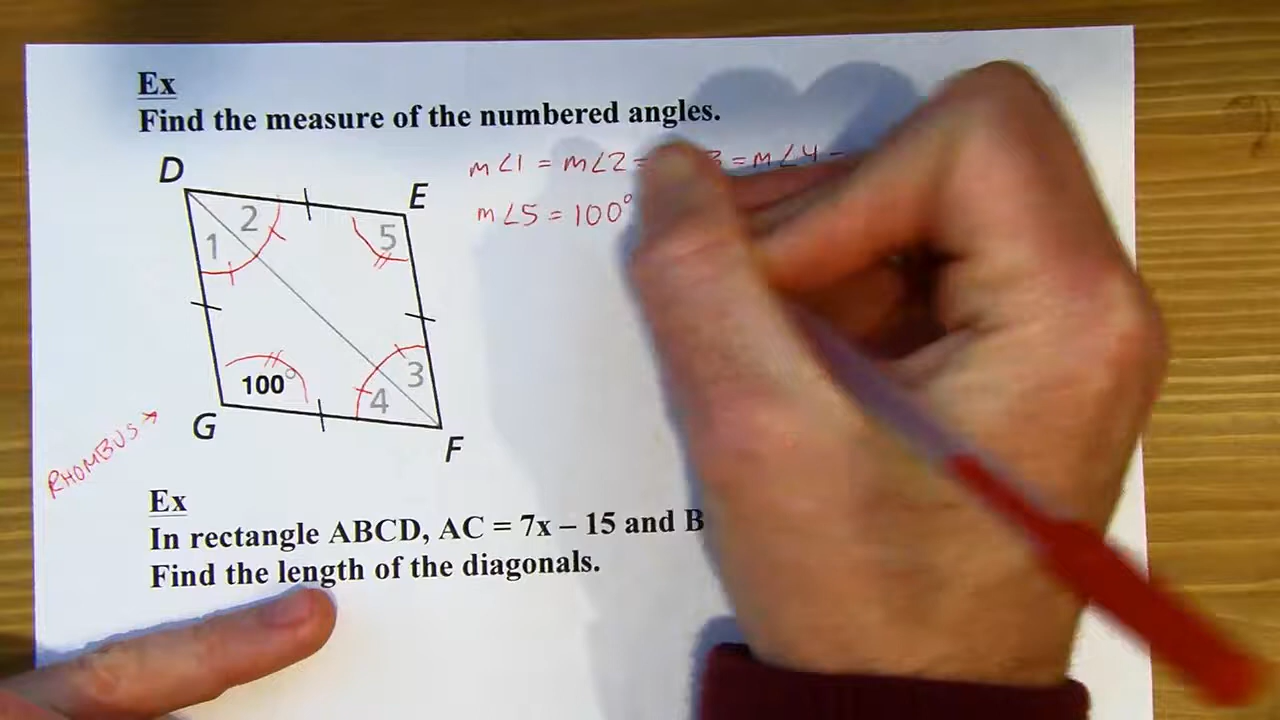 Ex
Find the measure of the numbered angles.
D
E
m∠1 = m∠2 = 3 = m∠4 =
m∠5 = 100°
2
1
5
3
100°
4
G
F
RHOMBUS →
Ex
In rectangle ABCD, AC = 7x – 15 and B
Find the length of the diagonals.